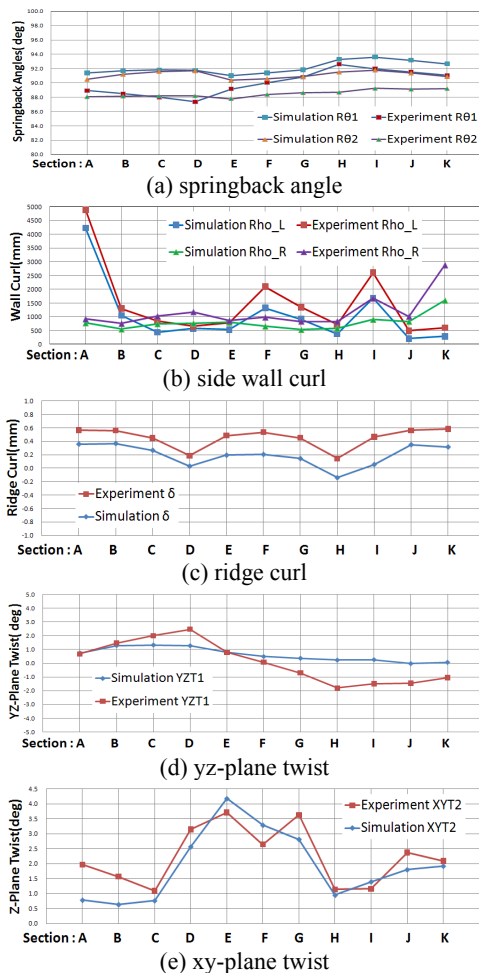 Springback Angles(deg)
100.0
98.0
96.0
94.0
92.0
90.0
88.0
86.0
84.0
82.0
80.0
Simulation Rθ1
Experiment Rθ1
Simulation Rθ2
Experiment Rθ2
Section : A B C D E F G H I J K
(a) springback angle
Wall Curl(mm)
5000
4500
4000
3500
3000
2500
2000
1500
1000
500
0
Simulation Rho_L
Experiment Rho_L
Simulation Rho_R
Experiment Rho_R
Section : A B C D E F G H I J K
(b) side wall curl
Ridge Curl(mm)
1.0
0.8
0.6
0.4
0.2
0.0
-0.2
-0.4
-0.6
-0.8
-1.0
Experiment δ
Simulation δ
Section : A B C D E F G H I J K
(c) ridge curl
YZ-Plane Twist( deg)
5.0
4.0
3.0
2.0
1.0
0.0
-1.0
-2.0
-3.0
-4.0
-5.0
Simulation YZT1
Experiment YZT1
Section : A B C D E F G H I J K
(d) yz-plane twist
Z-Plane Twist(deg)
4.5
4.0
3.5
3.0
2.5
2.0
1.5
1.0
0.5
0.0
Experiment XYT2
Simulation XYT2
Section : A B C D E F G H I J K
(e) xy-plane twist